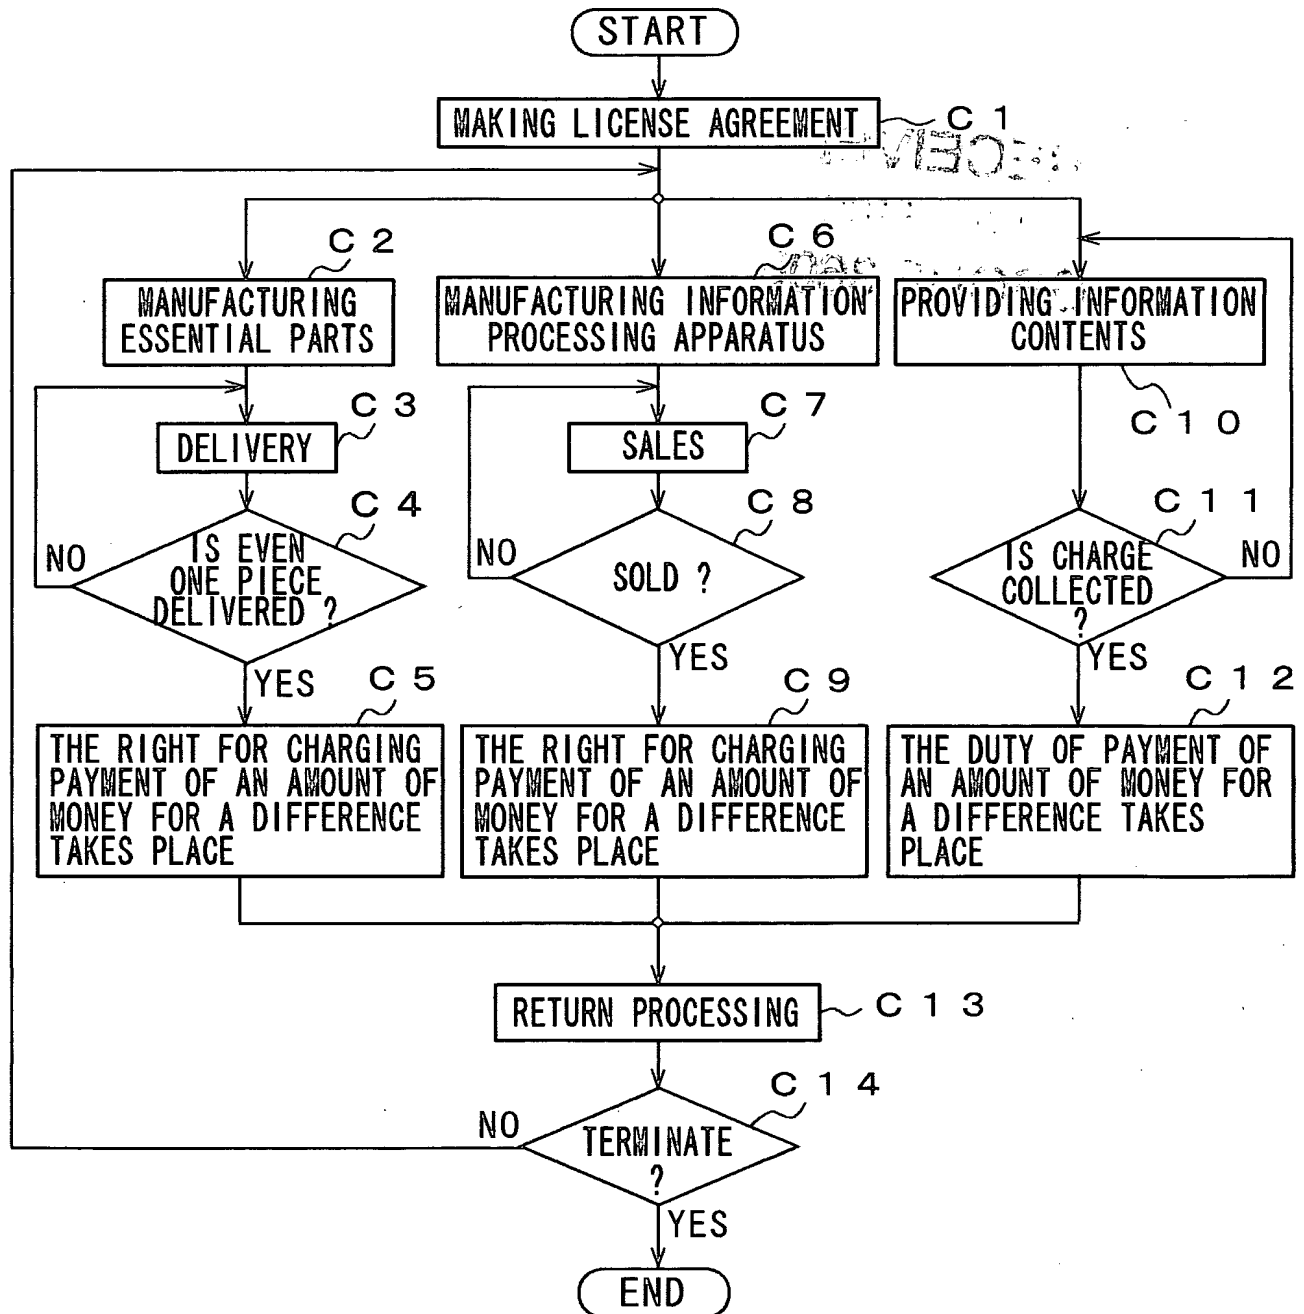 START
MAKING LICENSE AGREEMENT
C 1
C 2
MANUFACTURING
ESSENTIAL PARTS
C 6
MANUFACTURING INFORMATION
PROCESSING APPARATUS
PROVIDING INFORMATION
CONTENTS
C 1 0
C 3
DELIVERY
C 7
SALES
C 4
IS EVEN
ONE PIECE
DELIVERED ?
NO
YES
C 8
SOLD ?
NO
YES
C 1 1
IS CHARGE
COLLECTED
?
NO
YES
C 5
THE RIGHT FOR CHARGING
PAYMENT OF AN AMOUNT OF
MONEY FOR A DIFFERENCE
TAKES PLACE
C 9
THE RIGHT FOR CHARGING
PAYMENT OF AN AMOUNT OF
MONEY FOR A DIFFERENCE
TAKES PLACE
C 1 2
THE DUTY OF PAYMENT OF
AN AMOUNT OF MONEY FOR
A DIFFERENCE TAKES
PLACE
RETURN PROCESSING
C 1 3
C 1 4
TERMINATE
?
NO
YES
END